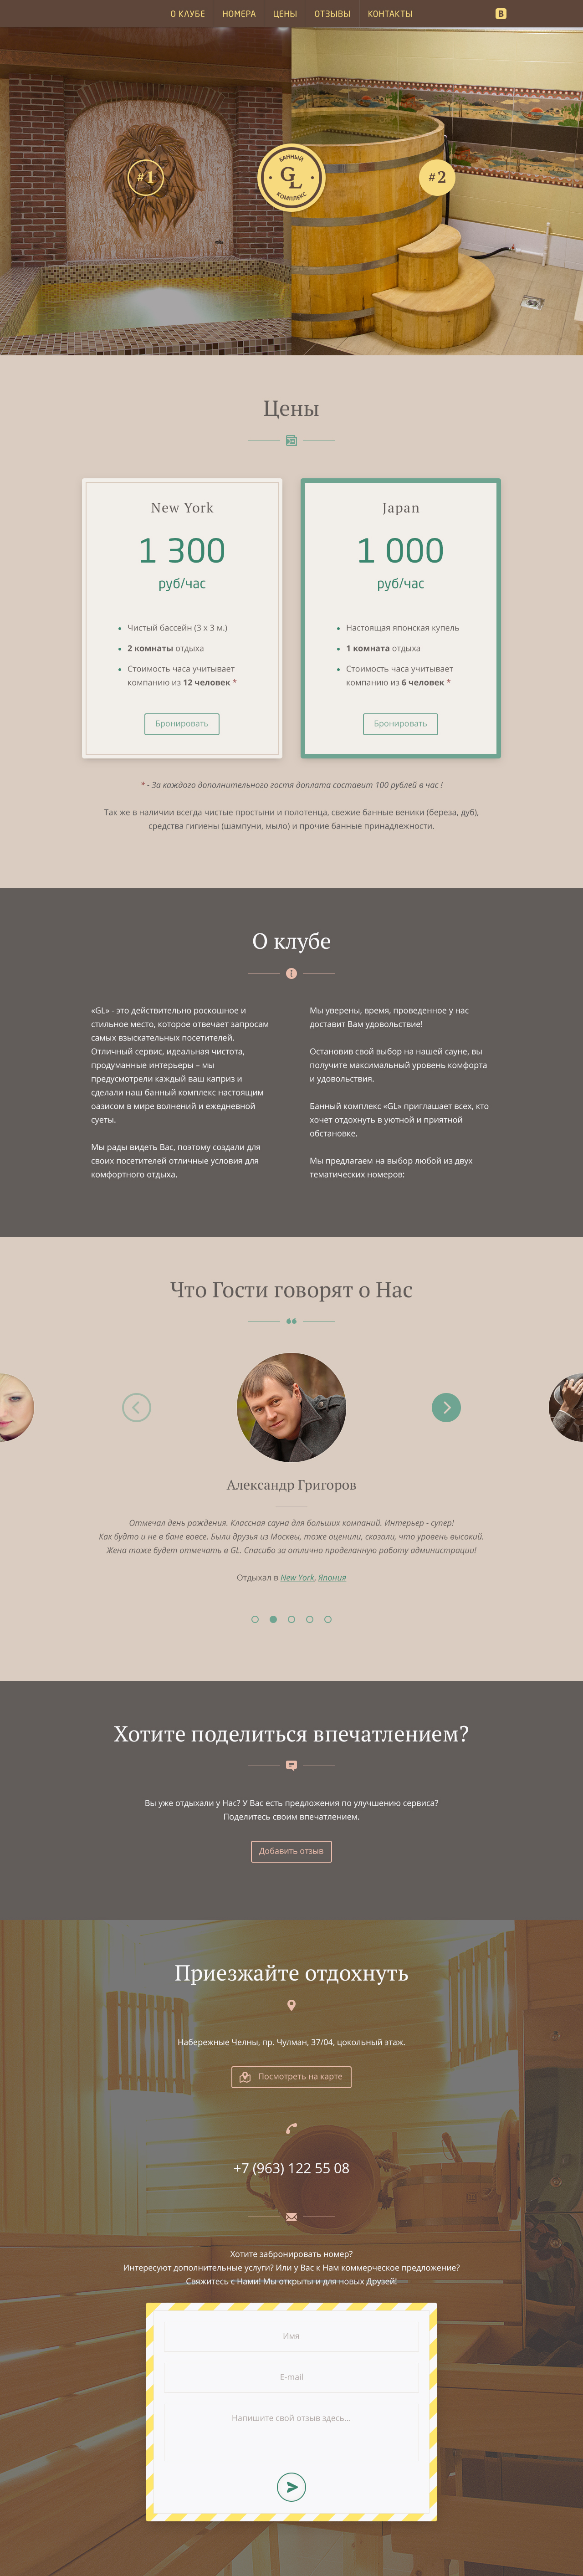 О КЛУБЕ НОМЕРА ЦЕНЫ ОТЗЫВЫ КОНТАКТЫ
B
#1
БАННЫЙ
GL
КОМПЛЕКС
#2
Цены
New York
1 300
руб/час
Чистый бассейн (3 х 3 м.)
2 комнаты отдыха
Стоимость часа учитывает
компанию из 12 человек *
Бронировать
Japan
1 000
руб/час
Настоящая японская купель
1 комната отдыха
Стоимость часа учитывает
компанию из 6 человек *
Бронировать
* - За каждого дополнительного гостя доплата составит 100 рублей в час !
Так же в наличии всегда чистые простыни и полотенца, свежие банные веники (береза, дуб),
средства гигиены (шампуни, мыло) и прочие банные принадлежности.
О клубе
«GL» - это действительно роскошное и
стильное место, которое отвечает запросам
самых взыскательных посетителей.
Отличный сервис, идеальная чистота,
продуманные интерьеры – мы
предусмотрели каждый ваш каприз и
сделали наш банный комплекс настоящим
оазисом в мире волнений и ежедневной
суеты.
Мы рады видеть Вас, поэтому создали для
своих посетителей отличные условия для
комфортного отдыха.
Мы уверены, время, проведенное у нас
доставит Вам удовольствие!
Остановив свой выбор на нашей сауне, вы
получите максимальный уровень комфорта
и удовольствия.
Банный комплекс «GL» приглашает всех, кто
хочет отдохнуть в уютной и приятной
обстановке.
Мы предлагаем на выбор любой из двух
тематических номеров:
Что Гости говорят о Нас
Александр Григоров
Отмечал день рождения. Классная сауна для больших компаний. Интерьер - супер!
Как будто и не в бане вовсе. Были друзья из Москвы, тоже оценили, сказали, что уровень высокий.
Жена тоже будет отмечать в GL. Спасибо за отлично проделанную работу администрации!
Отдыхал в New York, Япония
Хотите поделиться впечатлением?
Вы уже отдыхали у Нас? У Вас есть предложения по улучшению сервиса?
Поделитесь своим впечатлением.
Добавить отзыв
Приезжайте отдохнуть
Набережные Челны, пр. Чулман, 37/04, цокольный этаж.
Посмотреть на карте
+7 (963) 122 55 08
Хотите забронировать номер?
Интересуют дополнительные услуги? Или у Вас к Нам коммерческое предложение?
Свяжитесь с Нами! Мы открыты и для новых Друзей!
Имя
E-mail
Напишите свой отзыв здесь...